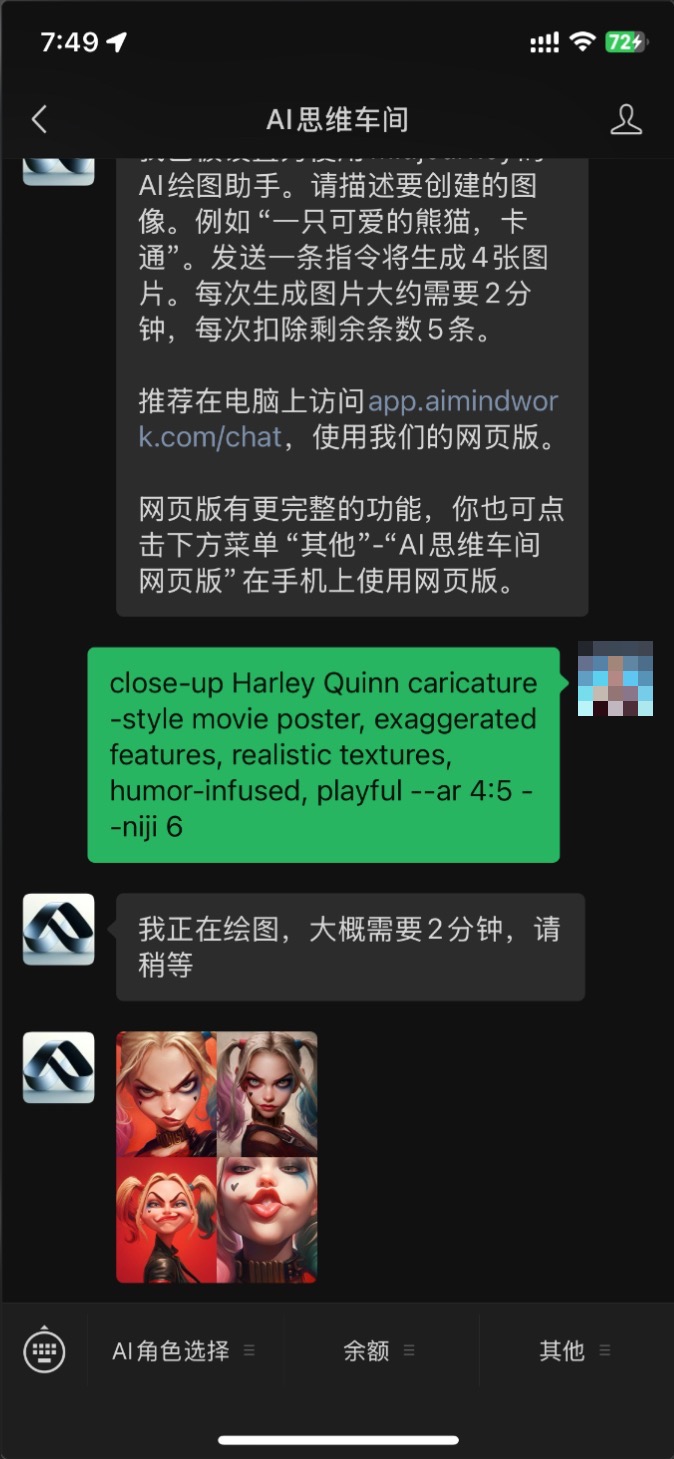 7:49
72
AI思维车间
AI绘图助手。请描述要创建的图
像。例如“一只可爱的熊猫，卡
通”。发送一条指令将生成4张图
片。每次生成图片大约需要2分
钟，每次扣除剩余条数5条。
推荐在电脑上访问app.aimindwor
k.com/chat，使用我们的网页版。
网页版有更完整的功能，你也可点
击下方菜单“其他”-“AI思维车间
网页版”在手机上使用网页版。
close-up Harley Quinn caricature
-style movie poster, exaggerated
features, realistic textures,
humor-infused, playful --ar 4:5 -
-niji 6
我正在绘图，大概需要2分钟，请
稍等
AI角色选择
余额
其他